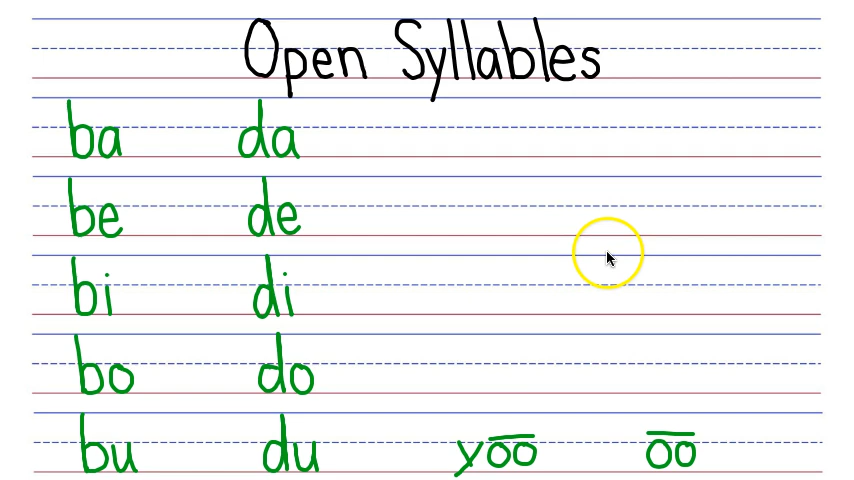 Open Syllables
ba da
be de
bi di
bo do
bu du yo͞o o͞o